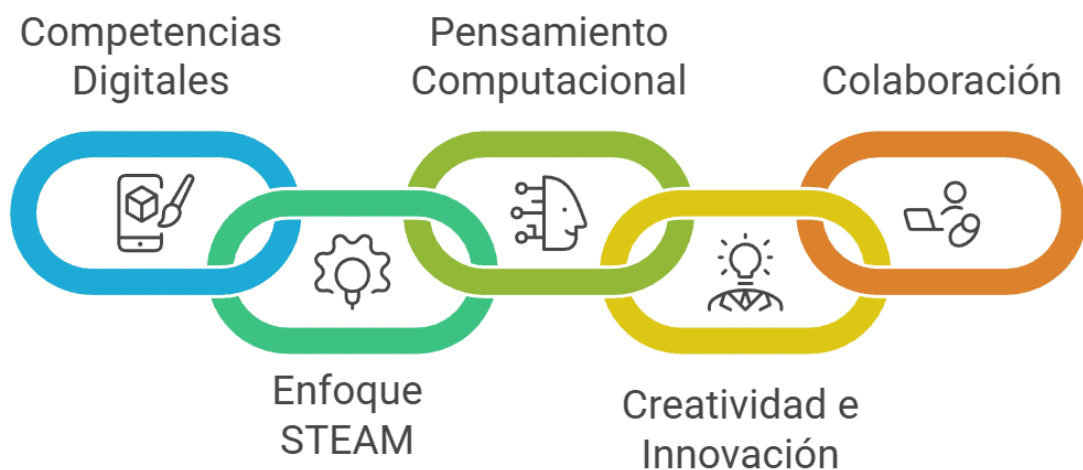 Competencias
Digitales
Pensamiento
Computacional
Colaboración
Enfoque
STEAM
Creatividad e
Innovación